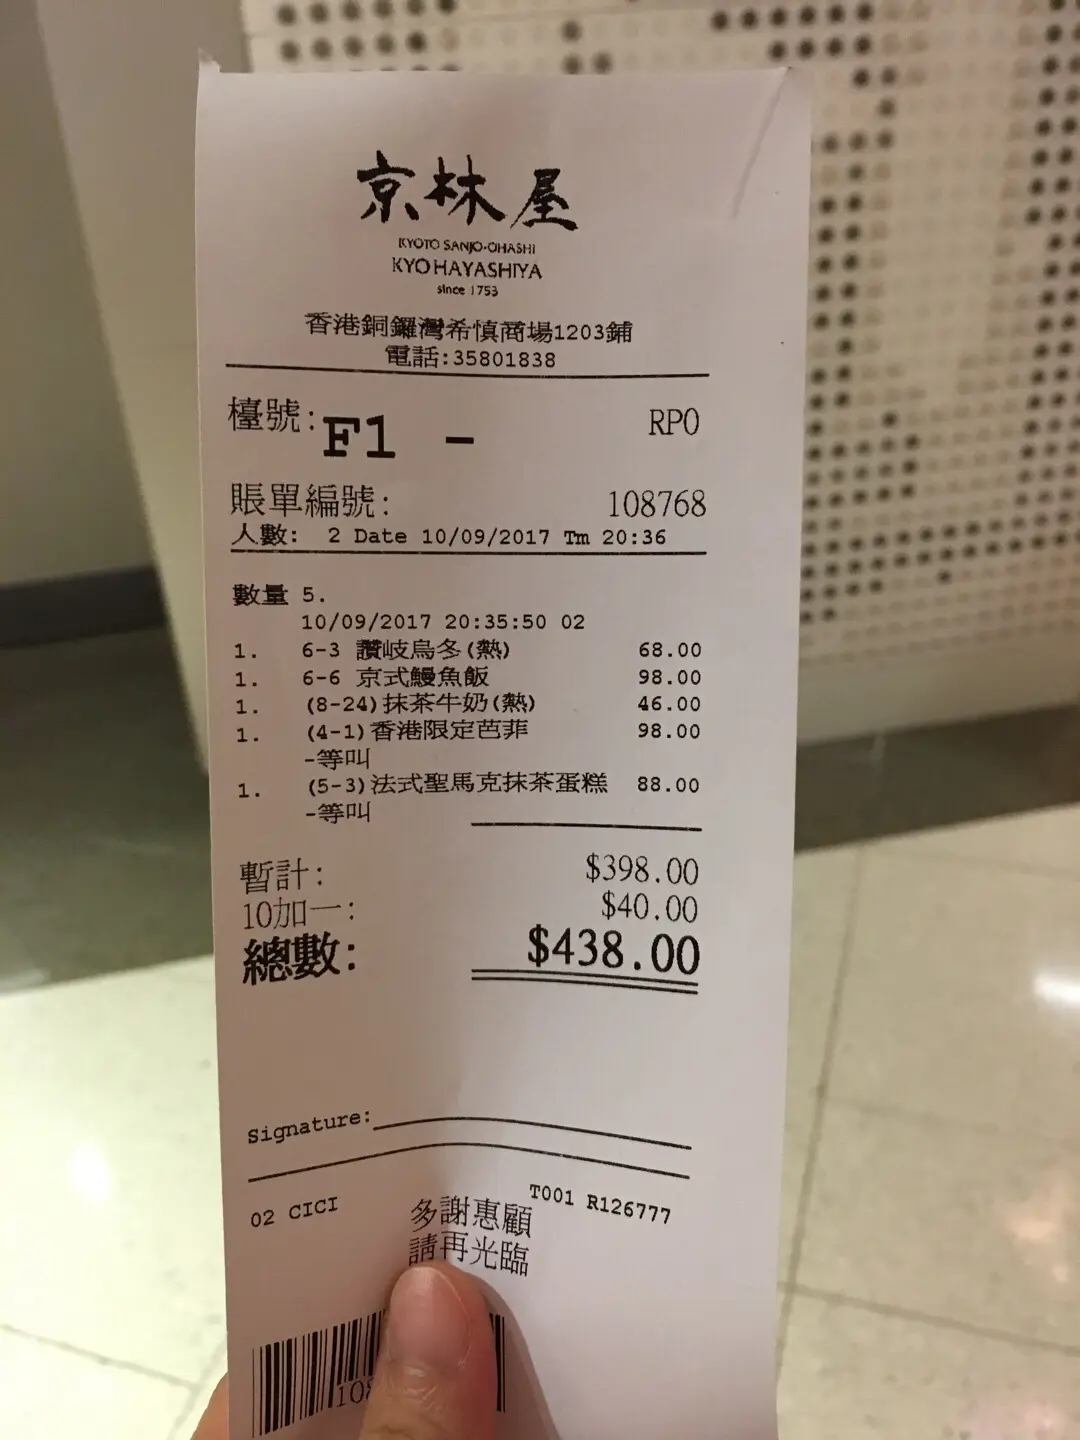 京林屋
KYOTO SANJO-OHASHI
KYO HAYASHIYA
since 1753
香港銅鑼灣希慎商場1203鋪
電話:35801838
檯號: F1 - RPO
賬單編號: 108768
人數: 2 Date 10/09/2017 Tm 20:36
數量 5.
10/09/2017 20:35:50 02
1. 6-3 讚岐烏冬(熱) 68.00
1. 6-6 京式鰻魚飯 98.00
1. (8-24)抹茶牛奶(熱) 46.00
1. (4-1)香港限定芭菲 98.00
-等叫
1. (5-3)法式聖馬克抹茶蛋糕 88.00
-等叫
暫計: $398.00
10加一: $40.00
總數: $438.00
Signature:
02 CICI T001 R126777
多謝惠顧
請再光臨